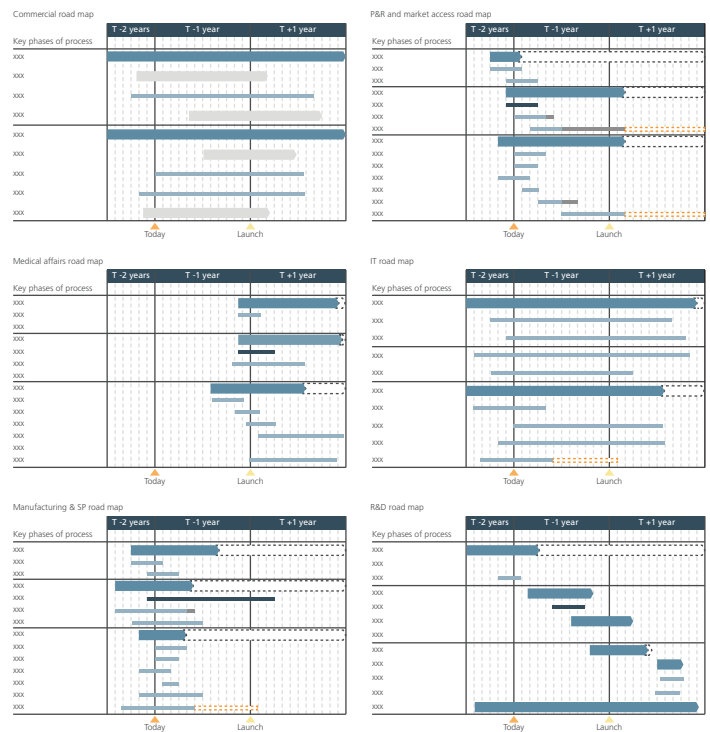 Commercial road map
T -2 years T -1 year T +1 year
Key phases of process
xxx
xxx
xxx
xxx
xxx
xxx
xxx
xxx
xxx
Today Launch
P&R and market access road map
T -2 years T -1 year T +1 year
Key phases of process
xxx
xxx
xxx
xxx
xxx
xxx
xxx
xxx
xxx
xxx
xxx
xxx
xxx
xxx
Today Launch
Medical affairs road map
T -2 years T -1 year T +1 year
Key phases of process
xxx
xxx
xxx
xxx
xxx
xxx
xxx
xxx
xxx
xxx
xxx
xxx
xxx
xxx
Today Launch
IT road map
T -2 years T -1 year T +1 year
Key phases of process
xxx
xxx
xxx
xxx
xxx
xxx
xxx
xxx
xxx
xxx
Today Launch
Manufacturing & SP road map
T -2 years T -1 year T +1 year
Key phases of process
xxx
xxx
xxx
xxx
xxx
xxx
xxx
xxx
xxx
xxx
xxx
xxx
xxx
xxx
Today Launch
R&D road map
T -2 years T -1 year T +1 year
Key phases of process
xxx
xxx
xxx
xxx
xxx
xxx
xxx
xxx
xxx
xxx
xxx
xxx
Today Launch